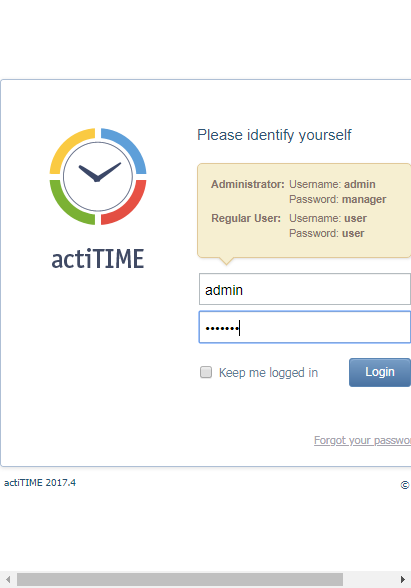 Please identify yourself
Administrator: Username: admin
Password: manager
Regular User: Username: user
Password: user
actiTIME
admin
•••••••
Keep me logged in
Login
Forgot your passwo
actiTIME 2017.4
©